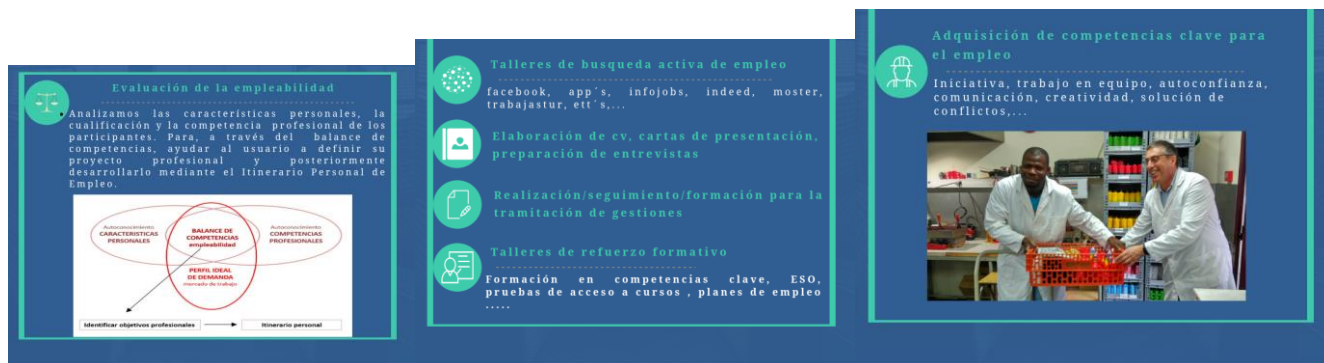 Evaluación de la empleabilidad
Analizamos las características personales, la
cualificación y la competencia profesional de los
participantes. Para, a través del balance de
competencias, ayudar al usuario a definir su
proyecto profesional y posteriormente
desarrollarlo mediante el Itinerario Personal de
Empleo.
Autoconocimiento
CARACTERISTICAS
PERSONALES
BALANCE DE
COMPETENCIAS
empleabilidad
Autoconocimiento
COMPETENCIAS
PROFESIONALES
PERFIL IDEAL
DE DEMANDA
mercado de trabajo
Identificar objetivos profesionales
Itinerario personal
Talleres de busqueda activa de empleo
facebook, app´s, infojobs, indeed, moster,
trabajastur, ett´s,...
Elaboración de cv, cartas de presentación,
preparación de entrevistas
Realización/seguimiento/formación para la
tramitación de gestiones
Talleres de refuerzo formativo
Formación en competencias clave, ESO,
pruebas de acceso a cursos , planes de empleo
.....
Adquisición de competencias clave para
el empleo
Iniciativa, trabajo en equipo, autoconfianza,
comunicación, creatividad, solución de
conflictos,...